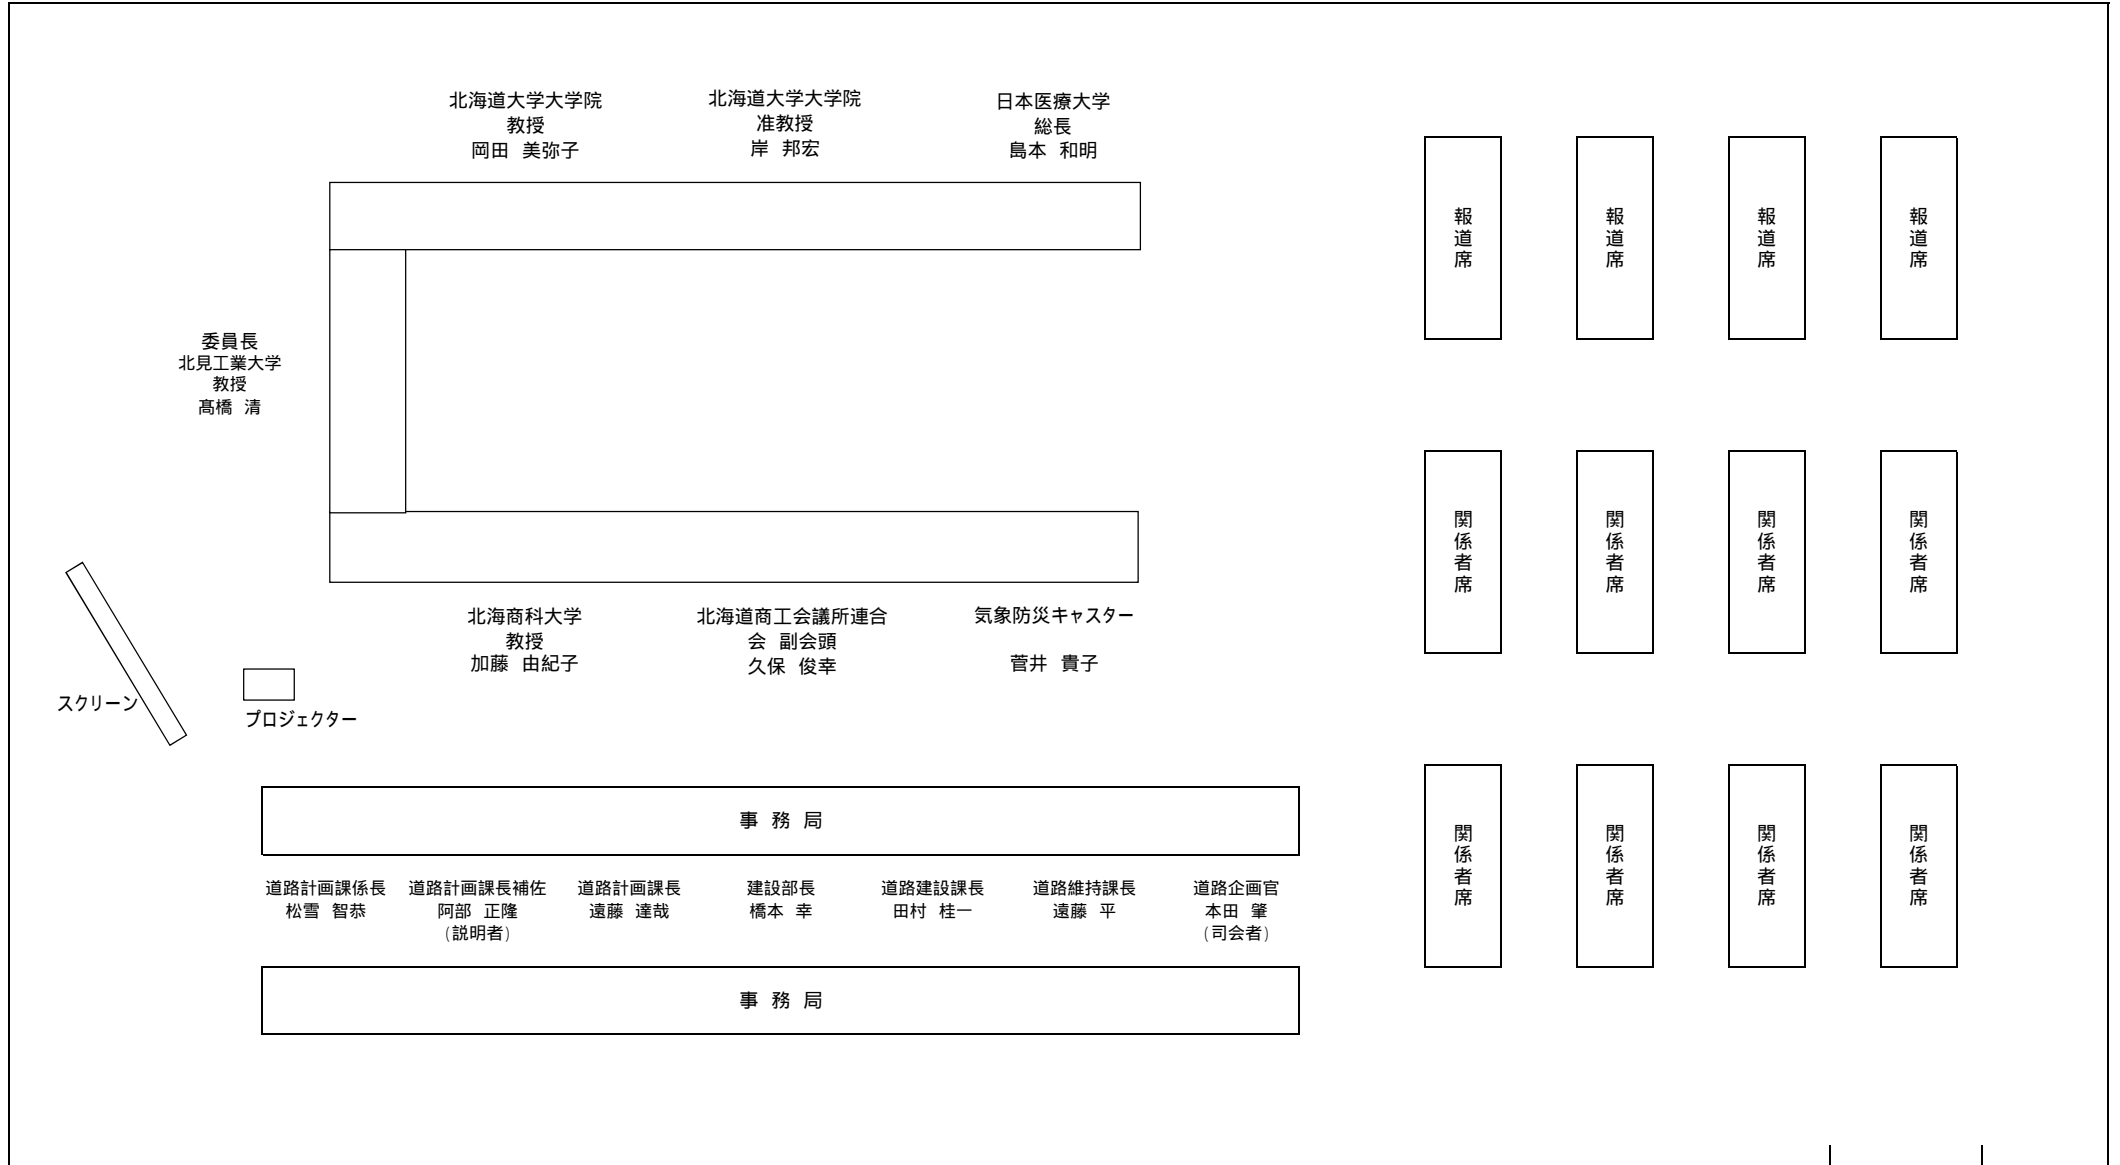 北海道大学大学院
教授
岡田 美弥子
北海道大学大学院
准教授
岸 邦宏
日本医療大学
総長
島本 和明
委員長
北見工業大学
教授
髙橋 清
北海商科大学
教授
加藤 由紀子
北海道商工会議所連合
会 副会頭
久保 俊幸
気象防災キャスター
菅井 貴子
スクリーン
プロジェクター
事 務 局
道路計画課係長
松雪 智恭
道路計画課長補佐
阿部 正隆
(説明者)
道路計画課長
遠藤 達哉
建設部長
橋本 幸
道路建設課長
田村 桂一
道路維持課長
遠藤 平
道路企画官
本田 肇
(司会者)
事 務 局
報道席
報道席
報道席
報道席
関係者席
関係者席
関係者席
関係者席
関係者席
関係者席
関係者席
関係者席